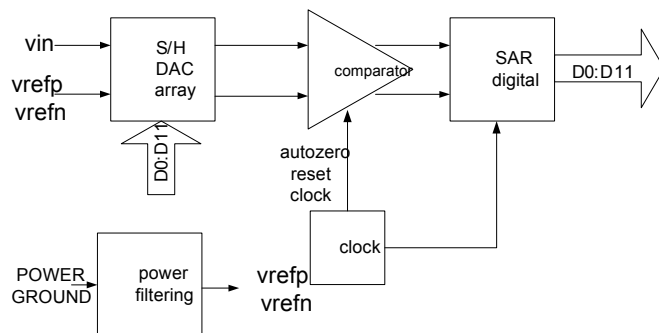 vin
vrefp
vrefn
S/H
DAC
array
D0:D11
comparator
autozero
reset
clock
SAR
digital
D0:D11
clock
POWER
GROUND
power
filtering
vrefp
vrefn